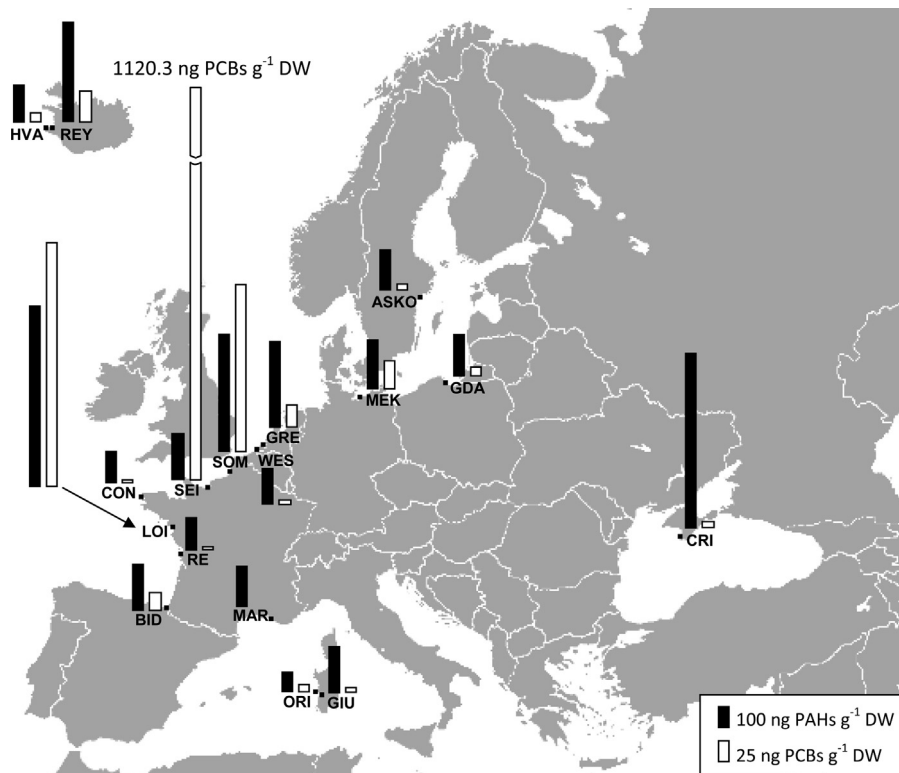 1120.3 ng PCBs g⁻¹ DW
HVA REY
ASKO
MEK
GDA
GRE
SOM WES
CON SEI
LOI
RE
CRI
BID
MAR
ORI GIU
100 ng PAHs g⁻¹ DW
25 ng PCBs g⁻¹ DW